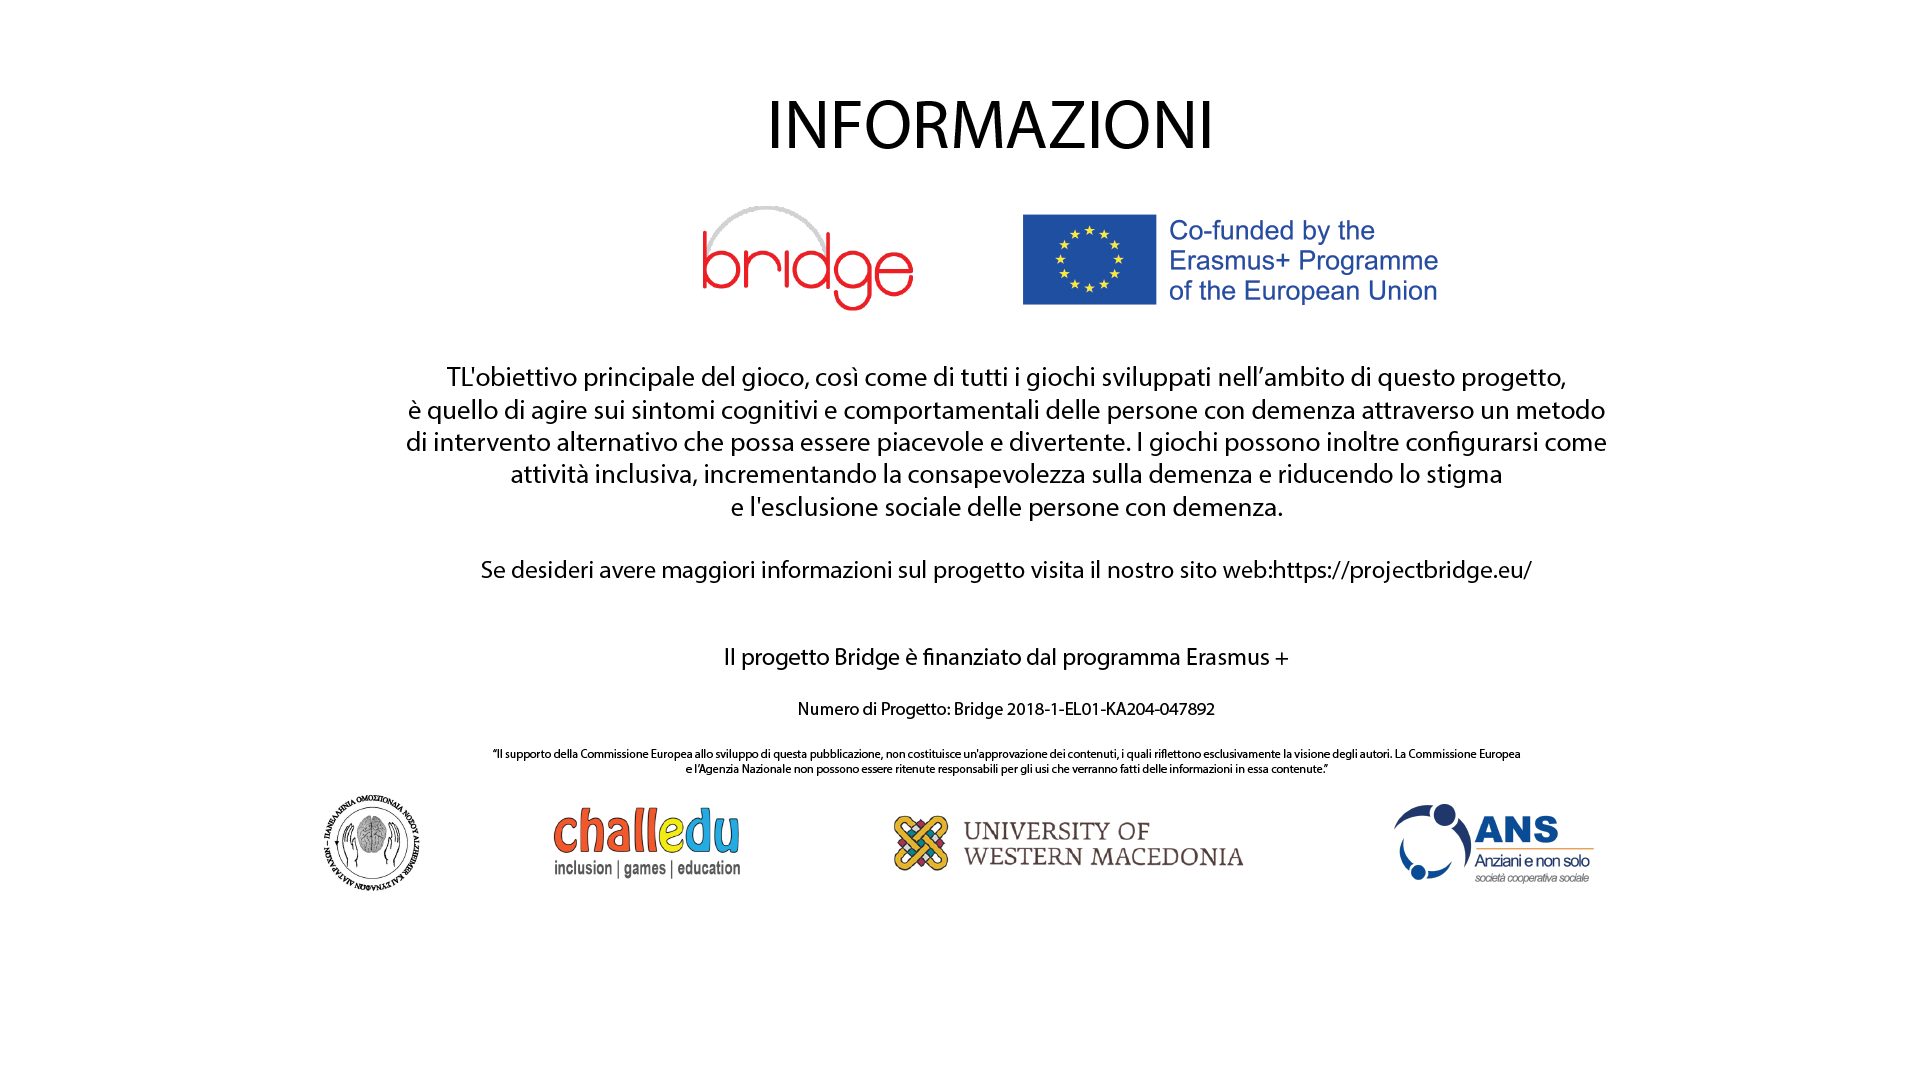 INFORMAZIONI
bridge
Co-funded by the
Erasmus+ Programme
of the European Union
TL'obiettivo principale del gioco, così come di tutti i giochi sviluppati nell’ambito di questo progetto,
è quello di agire sui sintomi cognitivi e comportamentali delle persone con demenza attraverso un metodo
di intervento alternativo che possa essere piacevole e divertente. I giochi possono inoltre configurarsi come
attività inclusiva, incrementando la consapevolezza sulla demenza e riducendo lo stigma
e l'esclusione sociale delle persone con demenza.
Se desideri avere maggiori informazioni sul progetto visita il nostro sito web:https://projectbridge.eu/
Il progetto Bridge è finanziato dal programma Erasmus +
Numero di Progetto: Bridge 2018-1-EL01-KA204-047892
“Il supporto della Commissione Europea allo sviluppo di questa pubblicazione, non costituisce un'approvazione dei contenuti, i quali riflettono esclusivamente la visione degli autori. La Commissione Europea
e l’Agenzia Nazionale non possono essere ritenute responsabili per gli usi che verranno fatti delle informazioni in essa contenute.”
ΠΑΝΕΛΛΗΝΙΑ ΟΜΟΣΠΟΝΔΙΑ ΝΟΣΟΥ ALZHEIMER ΚΑΙ ΣΥΝΑΦΩΝ ΔΙΑΤΑΡΑΧΩΝ –
challedu
inclusion | games | education
UNIVERSITY OF
WESTERN MACEDONIA
ANS
Anziani e non solo
società cooperativa sociale